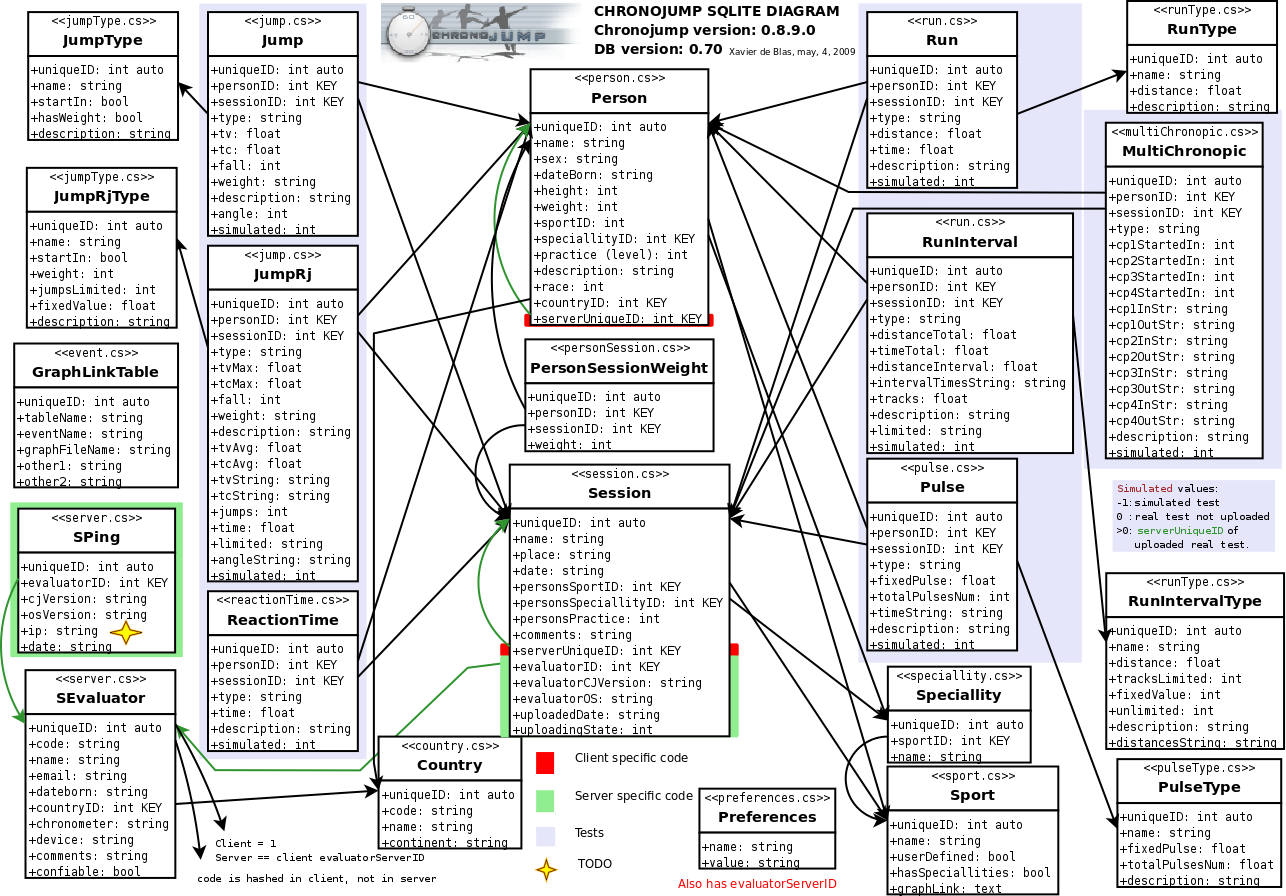 CHRONOJUMP
CHRONOJUMP SQLITE DIAGRAM
Chronojump version: 0.8.9.0
DB version: 0.70 Xavier de Blas, may, 4, 2009
<<jumpType.cs>>
JumpType
+uniqueID: int auto
+name: string
+startIn: bool
+hasWeight: bool
+description: string
<<jumpType.cs>>
JumpRjType
+uniqueID: int auto
+name: string
+startIn: bool
+weight: int
+jumpsLimited: int
+fixedValue: float
+description: string
<<event.cs>>
GraphLinkTable
+uniqueID: int auto
+tableName: string
+eventName: string
+graphFileName: string
+other1: string
+other2: string
<<server.cs>>
SPing
+uniqueID: int auto
+evaluatorID: int KEY
+cjVersion: string
+osVersion: string
+ip: string
+date: string
<<server.cs>>
SEvaluator
+uniqueID: int auto
+code: string
+name: string
+email: string
+dateborn: string
+countryID: int KEY
+chronometer: string
+device: string
+comments: string
+confiable: bool
<<jump.cs>>
Jump
+uniqueID: int auto
+personID: int KEY
+sessionID: int KEY
+type: string
+tv: float
+tc: float
+fall: int
+weight: string
+description: string
+angle: int
+simulated: int
<<jump.cs>>
JumpRj
+uniqueID: int auto
+personID: int KEY
+sessionID: int KEY
+type: string
+tvMax: float
+tcMax: float
+fall: int
+weight: string
+description: string
+tvAvg: float
+tcAvg: float
+tvString: string
+tcString: string
+jumps: int
+time: float
+limited: string
+angleString: string
+simulated: int
<<reactionTime.cs>>
ReactionTime
+uniqueID: int auto
+personID: int KEY
+sessionID: int KEY
+type: string
+time: float
+description: string
+simulated: int
Client = 1
Server == client evaluatorServerID
code is hashed in client, not in server
<<person.cs>>
Person
+uniqueID: int auto
+name: string
+sex: string
+dateBorn: string
+height: int
+weight: int
+sportID: int
+speciallityID: int KEY
+practice (level): int
+description: string
+race: int
+countryID: int KEY
+serverUniqueID: int KEY
<<personSession.cs>>
PersonSessionWeight
+uniqueID: int auto
+personID: int KEY
+sessionID: int KEY
+weight: int
<<session.cs>>
Session
+uniqueID: int auto
+name: string
+place: string
+date: string
+personsSportID: int KEY
+personsSpeciallityID: int KEY
+personsPractice: int
+comments: string
+serverUniqueID: int KEY
+evaluatorID: int KEY
+evaluatorCJVersion: string
+evaluatorOS: string
+uploadedDate: string
+uploadingState: int
<<country.cs>>
Country
+uniqueID: int auto
+code: string
+name: string
+continent: string
Client specific code
Server specific code
Tests
TODO
<<preferences.cs>>
Preferences
+name: string
+value: string
Also has evaluatorServerID
<<run.cs>>
Run
+uniqueID: int auto
+personID: int KEY
+sessionID: int KEY
+type: string
+distance: float
+time: float
+description: string
+simulated: int
<<run.cs>>
RunInterval
+uniqueID: int auto
+personID: int KEY
+sessionID: int KEY
+type: string
+distanceTotal: float
+timeTotal: float
+distanceInterval: float
+intervalTimesString: string
+tracks: float
+description: string
+limited: string
+simulated: int
<<pulse.cs>>
Pulse
+uniqueID: int auto
+personID: int KEY
+sessionID: int KEY
+type: string
+fixedPulse: float
+totalPulsesNum: int
+timeString: string
+description: string
+simulated: int
<<speciallity.cs>>
Speciallity
+uniqueID: int auto
+sportID: int KEY
+name: string
<<sport.cs>>
Sport
+uniqueID: int auto
+name: string
+userDefined: bool
+hasSpeciallities: bool
+graphLink: text
<<runType.cs>>
RunType
+uniqueID: int auto
+name: string
+distance: float
+description: string
<<multiChronopic.cs>>
MultiChronopic
+uniqueID: int auto
+personID: int KEY
+sessionID: int KEY
+type: string
+cp1StartedIn: int
+cp2StartedIn: int
+cp3StartedIn: int
+cp4StartedIn: int
+cp1InStr: string
+cp1OutStr: string
+cp2InStr: string
+cp2OutStr: string
+cp3InStr: string
+cp3OutStr: string
+cp4InStr: string
+cp4OutStr: string
+description: string
+simulated: int
Simulated values:
-1: simulated test
0 : real test not uploaded
>0: serverUniqueID of
uploaded real test.
<<runType.cs>>
RunIntervalType
+uniqueID: int auto
+name: string
+distance: float
+tracksLimited: int
+fixedValue: int
+unlimited: int
+description: string
+distancesString: string
<<pulseType.cs>>
PulseType
+uniqueID: int auto
+name: string
+fixedPulse: float
+totalPulsesNum: float
+description: string